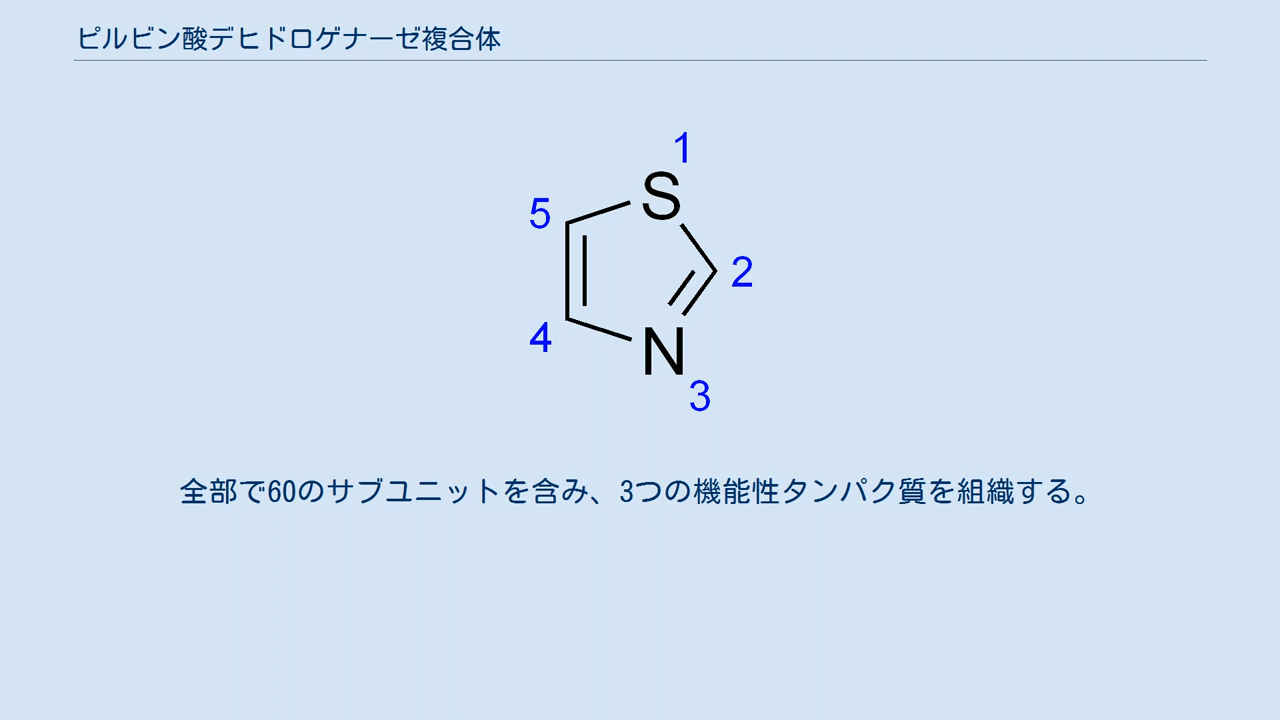 ピルビン酸デヒドロゲナーゼ複合体
1
S
5
2
4
N
3
全部で60のサブユニットを含み、3つの機能性タンパク質を組織する。